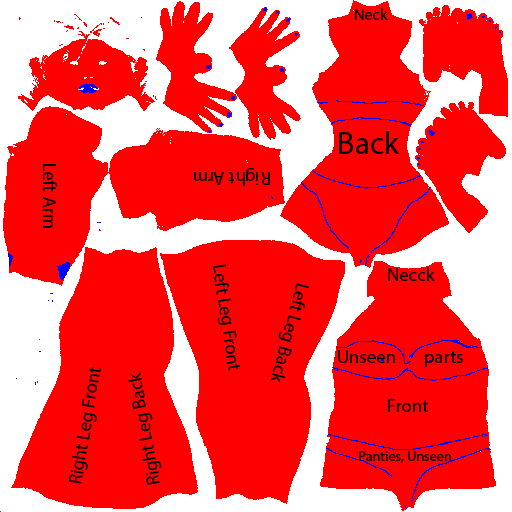 Neck
Back
Left Arm
Right Arm
Left Leg Front
Left Leg Back
Necck
Unseen parts
Front
Panties, Unseen
Right Leg Front
Right Leg Back